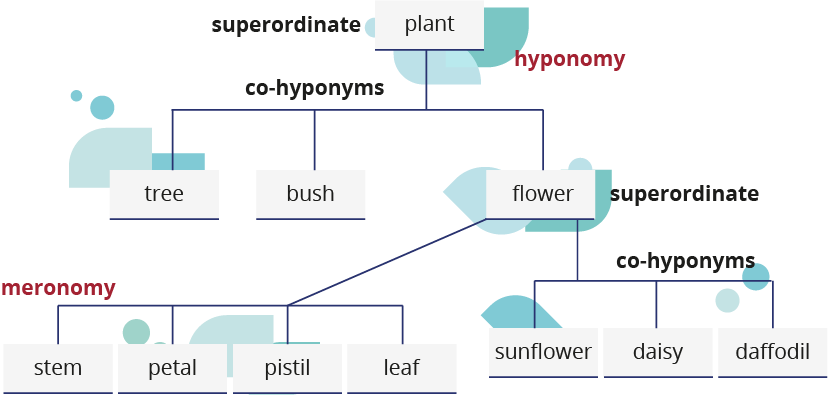 superordinate
plant
hyponomy
co-hyponyms
tree
bush
flower
superordinate
co-hyponyms
meronomy
stem
petal
pistil
leaf
sunflower
daisy
daffodil